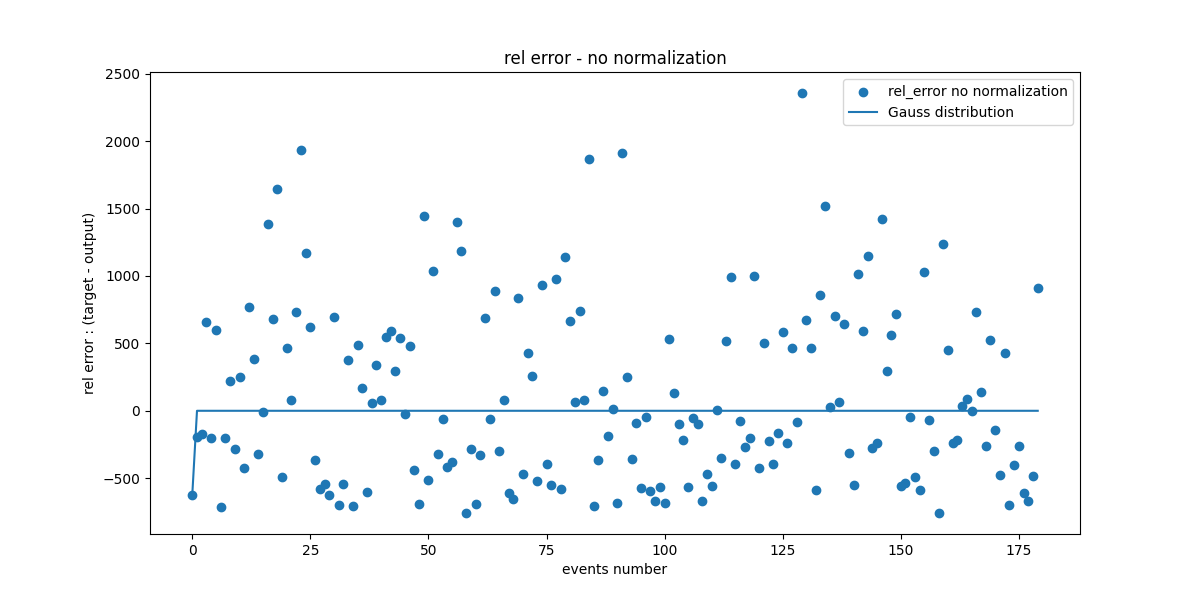 rel error - no normalization
rel_error no normalization
Gauss distribution
rel error : (target - output)
2500
2000
1500
1000
500
0
−500
0 25 50 75 100 125 150 175
events number